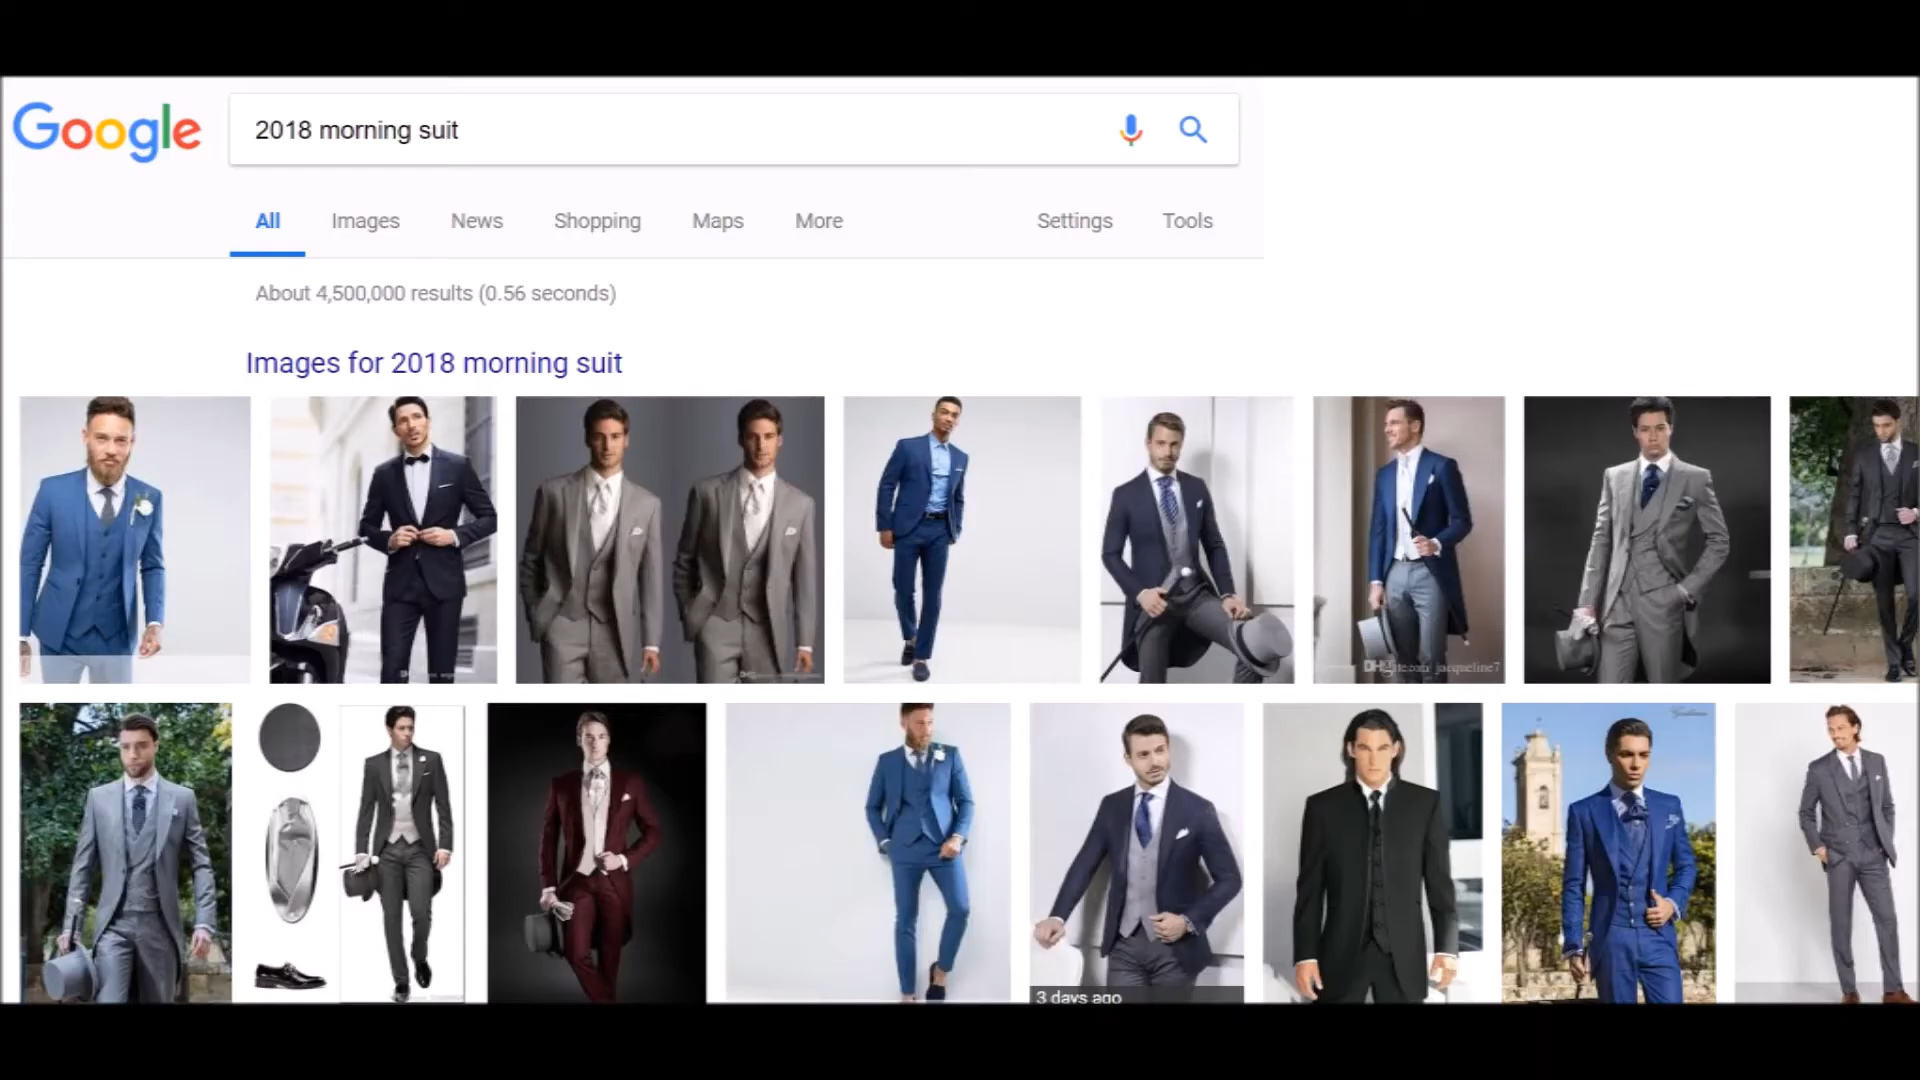 Google
2018 morning suit
All Images News Shopping Maps More Settings Tools
About 4,500,000 results (0.56 seconds)
Images for 2018 morning suit
jacqueline7
3 days ago